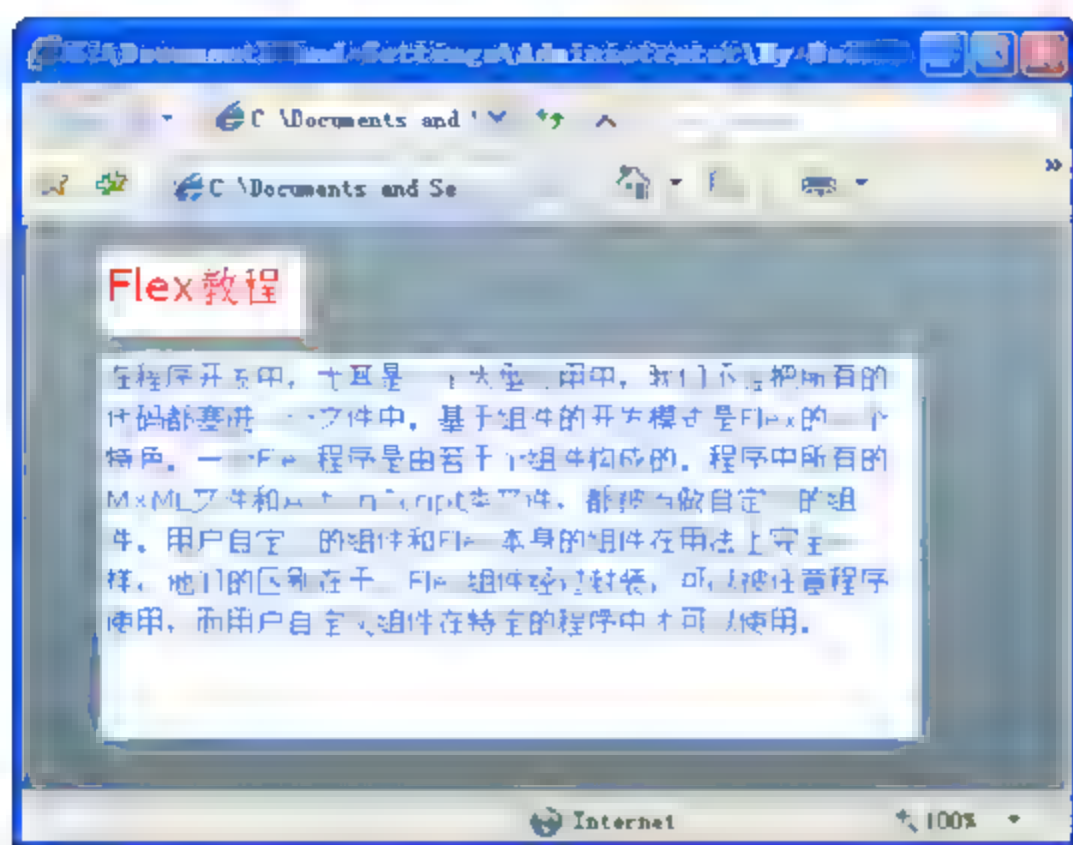 C \Documents and
C \Documents and Se
Flex教程
在程序开发中，尤其是一个大型应用中，我们不能把所有的
代码都塞进一个文件中。基于组件的开发模式是Flex的一个
特色。一个Flex程序是由若干个组件构成的。程序中所有的
MXML文件和ActionScript类文件，都被 做自定义的组
件。用户自定义的组件和Flex本身的组件在用法上完全一
样，他们的区别在于，Flex组件经过封装，可以被任意程序
使用，而用户自定义组件在特定的程序中才可以使用。
Internet
100%